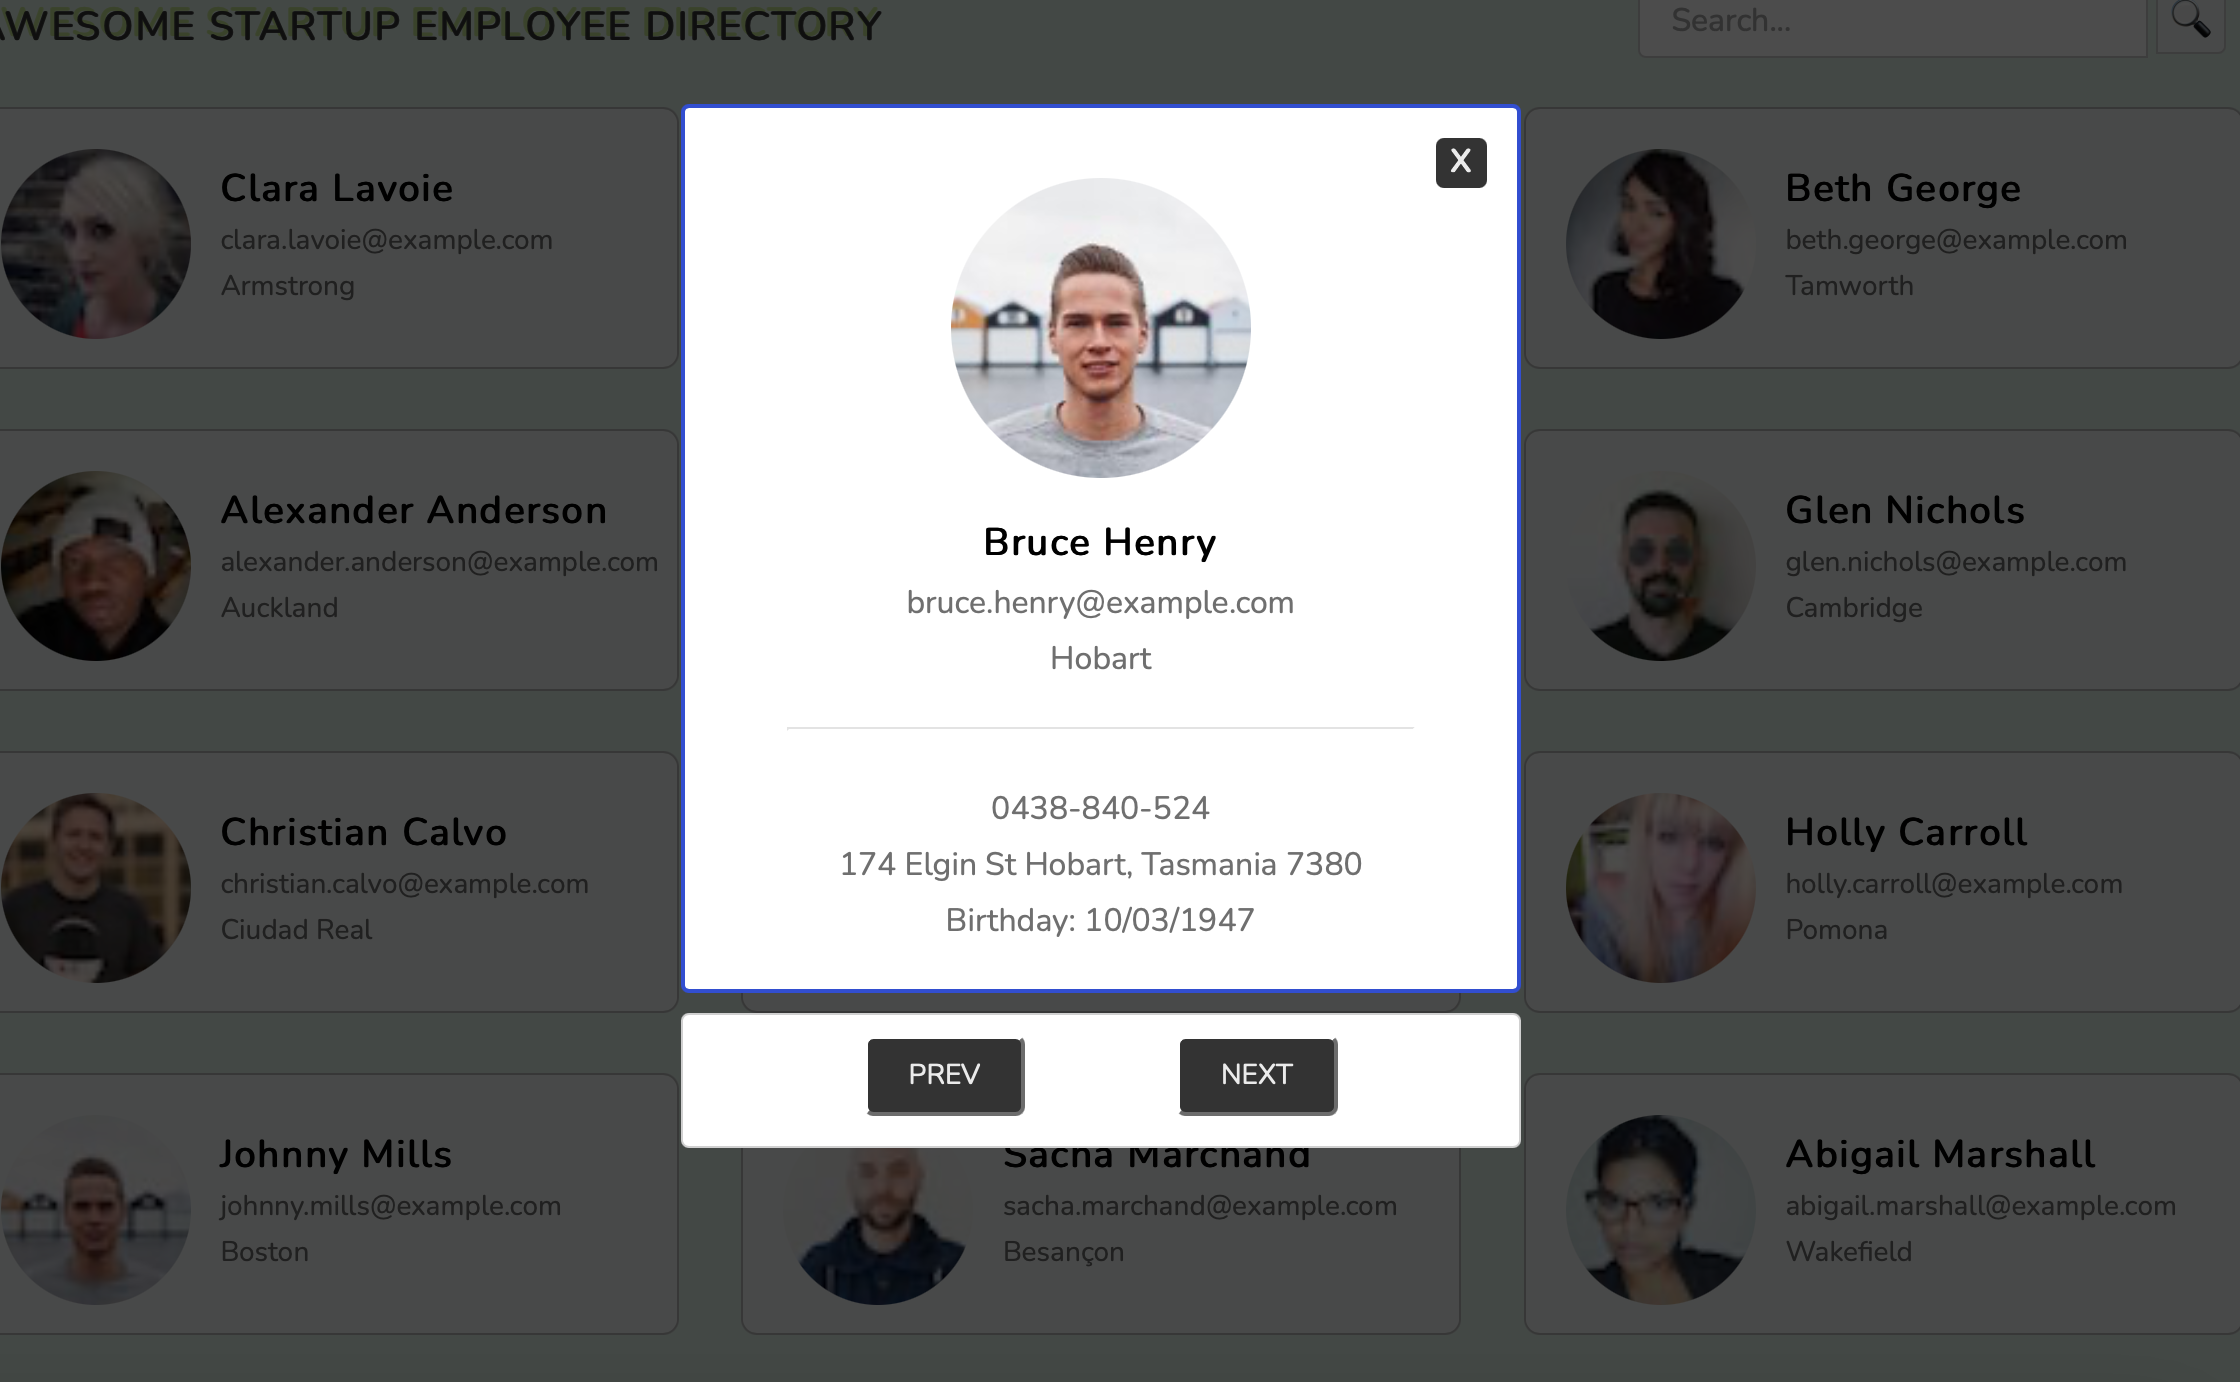 AWESOME STARTUP EMPLOYEE DIRECTORY
Search...
Clara Lavoie
clara.lavoie@example.com
Armstrong
X
Bruce Henry
bruce.henry@example.com
Hobart
0438-840-524
174 Elgin St Hobart, Tasmania 7380
Birthday: 10/03/1947
PREV
NEXT
Beth George
beth.george@example.com
Tamworth
Alexander Anderson
alexander.anderson@example.com
Auckland
Glen Nichols
glen.nichols@example.com
Cambridge
Christian Calvo
christian.calvo@example.com
Ciudad Real
Holly Carroll
holly.carroll@example.com
Pomona
Johnny Mills
johnny.mills@example.com
Boston
Sacha Marchand
sacha.marchand@example.com
Besançon
Abigail Marshall
abigail.marshall@example.com
Wakefield